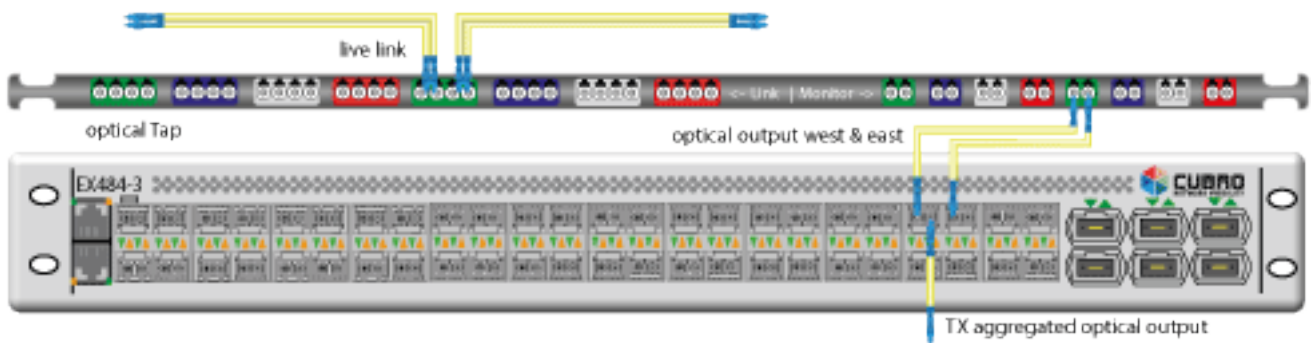 live link
<- Link | Monitor ->
optical Tap
optical output west & east
EX484-3
CUBRO
TX aggregated optical output